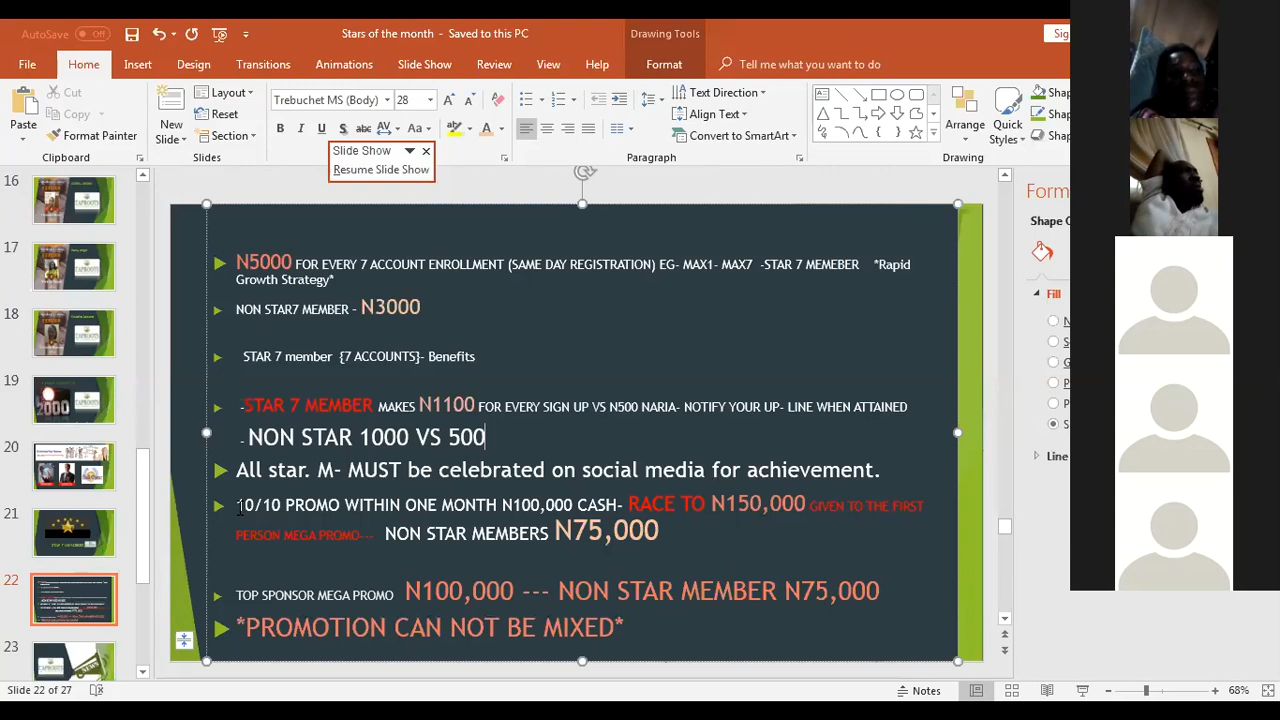 AutoSave Off
Stars of the month - Saved to this PC
Drawing Tools
Sig
File Home Insert Design Transitions Animations Slide Show Review View Help Format Tell me what you want to do
Paste
Cut
Copy
Format Painter
Clipboard
New Slide
Layout
Reset
Section
Slides
Trebuchet MS (Body) 28
Slide Show
Resume Slide Show
Text Direction
Align Text
Convert to SmartArt
Paragraph
Arrange
Quick Styles
Shap
Shap
Shap
Drawing
16
17
18
19
2000
20
21
22
23
N5000 FOR EVERY 7 ACCOUNT ENROLLMENT (SAME DAY REGISTRATION) EG- MAX1- MAX7 -STAR 7 MEMEBER *Rapid
Growth Strategy*
NON STAR7 MEMBER - N3000
STAR 7 member {7 ACCOUNTS}- Benefits
-STAR 7 MEMBER MAKES N1100 FOR EVERY SIGN UP VS N500 NARIA- NOTIFY YOUR UP- LINE WHEN ATTAINED
- NON STAR 1000 VS 500
All star. M- MUST be celebrated on social media for achievement.
10/10 PROMO WITHIN ONE MONTH N100,000 CASH- RACE TO N150,000 GIVEN TO THE FIRST
PERSON MEGA PROMO--- NON STAR MEMBERS N75,000
TOP SPONSOR MEGA PROMO N100,000 --- NON STAR MEMBER N75,000
*PROMOTION CAN NOT BE MIXED*
Form
Shape O
Fill
Line
Slide 22 of 27
Notes
68%